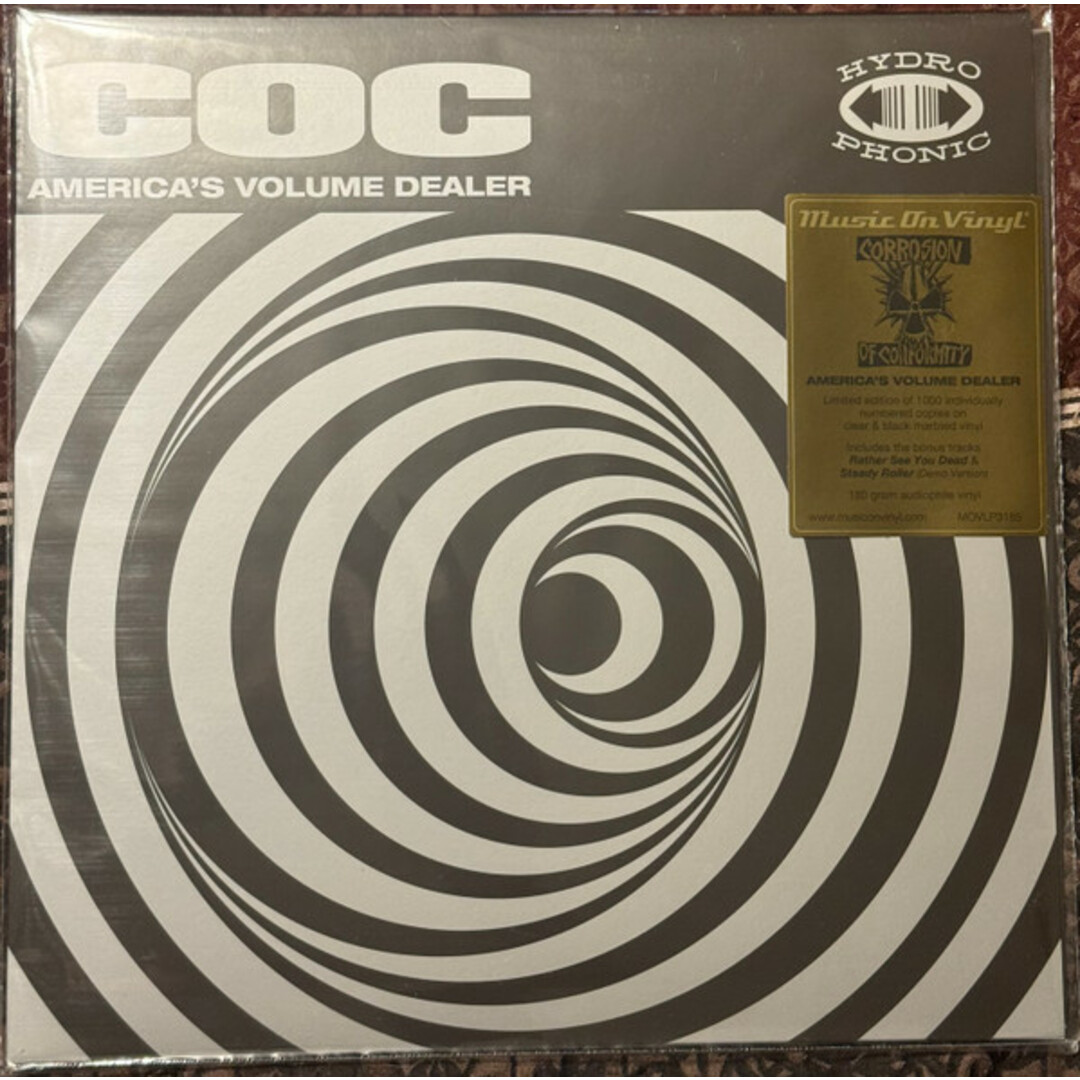 COC
AMERICA'S VOLUME DEALER
HYDRO
PHONIC
Music On Vinyl
CORROSION
OF CONFORMITY
AMERICA'S VOLUME DEALER
Limited edition of 1000 individually
numbered copies on
clear & black marbled vinyl
Includes the bonus tracks
Rather See You Dead &
Steady Roller (Demo Version)
180 gram audiophile vinyl
www.musiconvinyl.com MOVLP3185